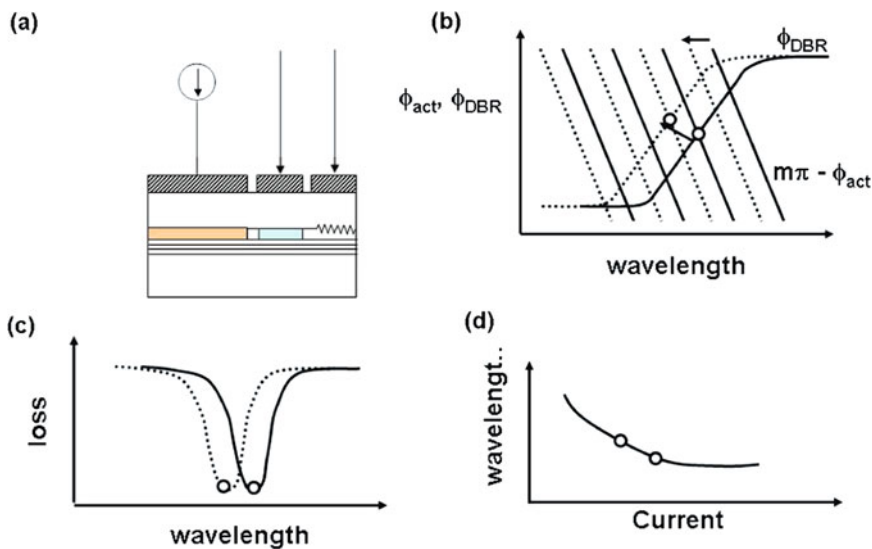 (a)
(b)
ϕDBR
ϕact, ϕDBR
mπ - ϕact
wavelength
(c)
loss
wavelength
(d)
wavelengt..
Current